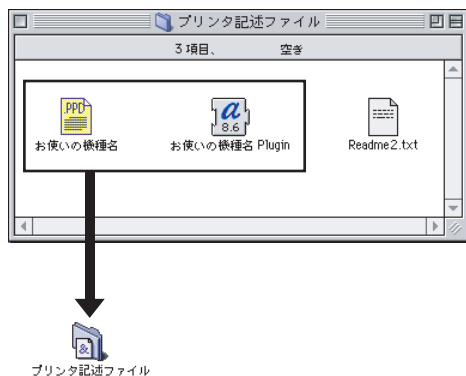 プリンタ記述ファイル
3 項目、 空き
.PPD
a
8.6
お使いの機種名
お使いの機種名 Plugin
Readme2.txt
&
プリンタ記述ファイル